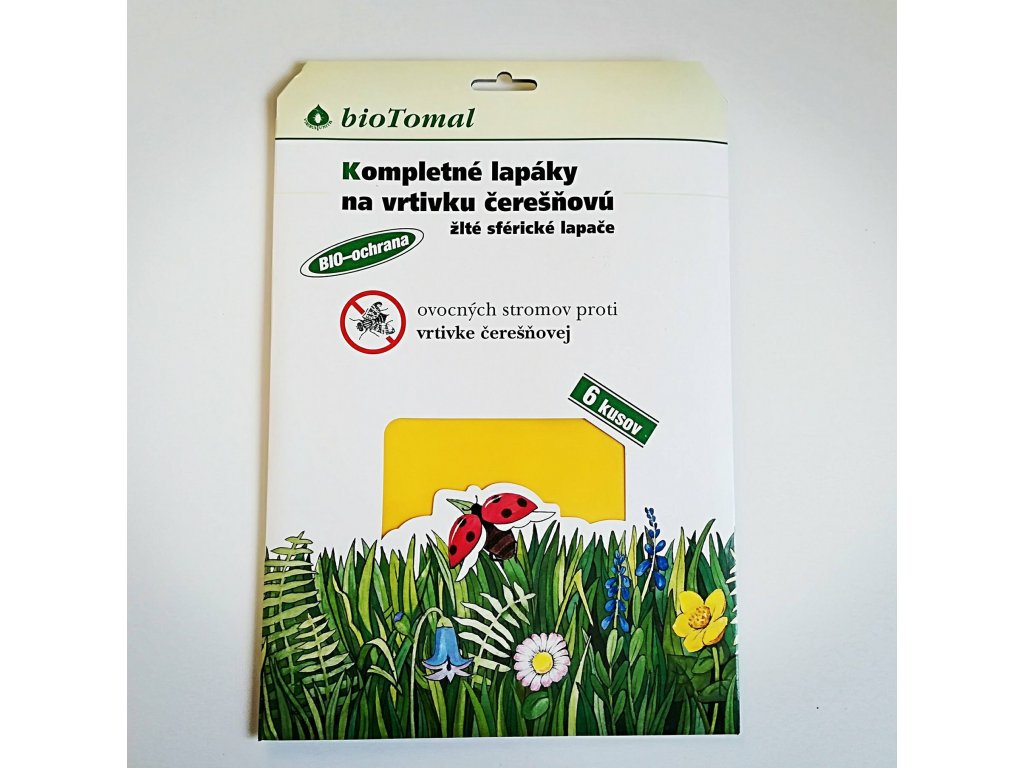 bioTomal
Kompletné lapáky
na vrtivku čerešňovú
žlté sférické lapače
BIO-ochrana
ovocných stromov proti
vrtivke čerešňovej
6 kusov